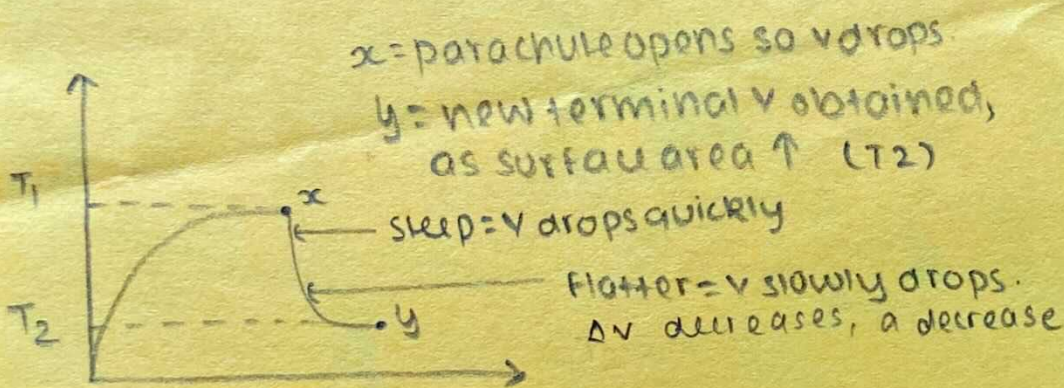 x = parachute opens so v drops.
y = new terminal v obtained,
as surface area ↑ (T2)
T1
x
steep = v drops quickly
flatter = v slowly drops.
T2
y
Δv decreases, a decrease